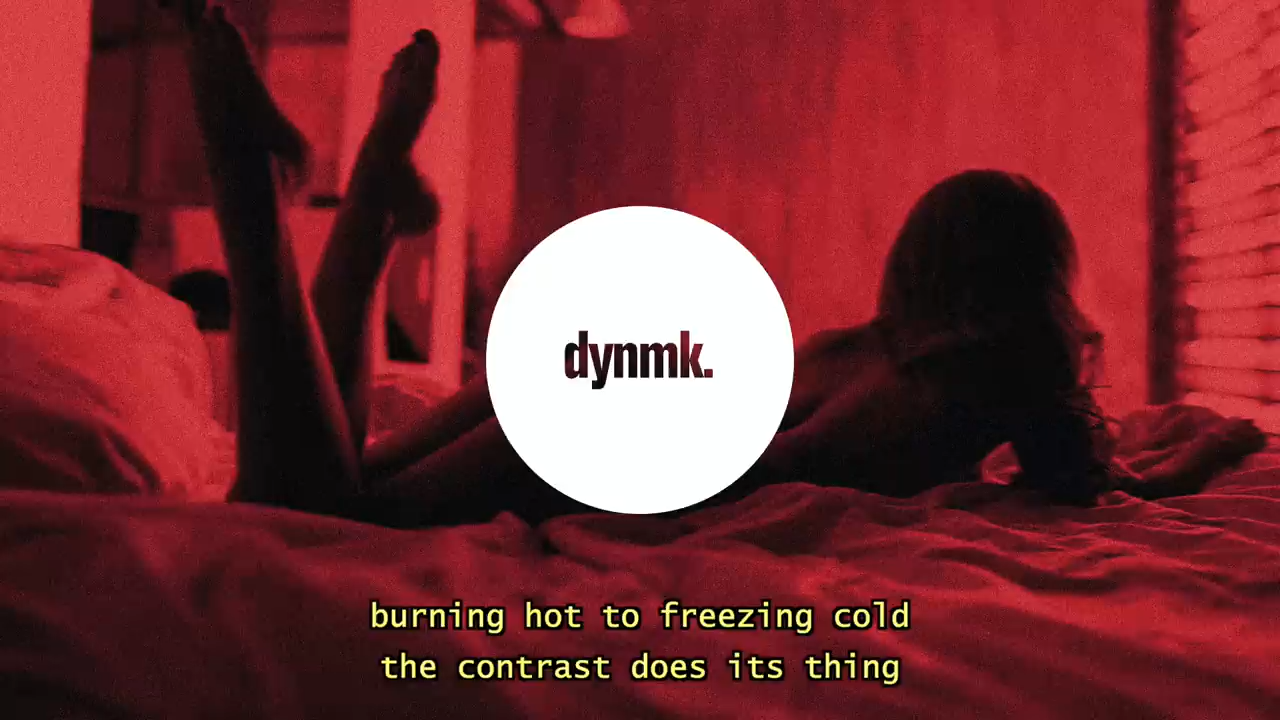 dynmk.
burning hot to freezing cold
the contrast does its thing